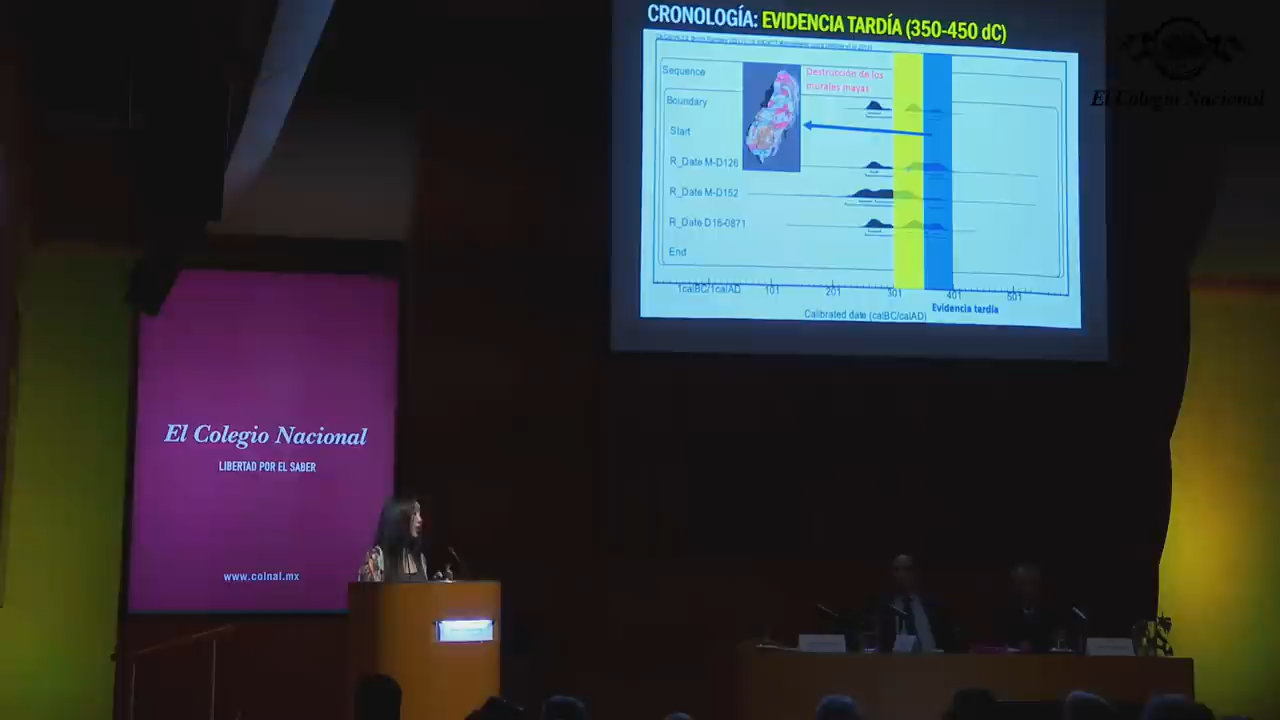 CRONOLOGÍA: EVIDENCIA TARDÍA (350-450 dC)
Sequence
Destrucción de los
murales mayas
Boundary
Start
R_Date M-D126
R_Date M-D152
R_Date D16-0871
End
1calBC/1calAD 101 201 301 401 501
Calibrated date (calBC/calAD)
Evidencia tardía
El Colegio Nacional
El Colegio Nacional
LIBERTAD POR EL SABER
www.colnal.mx